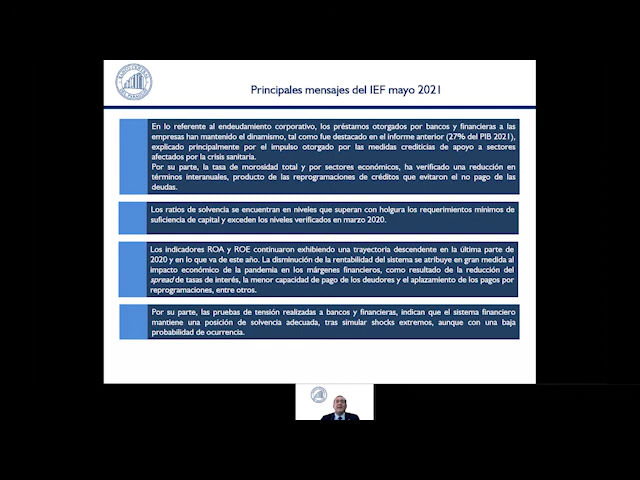 BANCO CENTRAL
DEL PARAGUAY
Principales mensajes del IEF mayo 2021
En lo referente al endeudamiento corporativo, los préstamos otorgados por bancos y financieras a las
empresas han mantenido el dinamismo, tal como fue destacado en el informe anterior (27% del PIB 2021),
explicado principalmente por el impulso otorgado por las medidas crediticias de apoyo a sectores
afectados por la crisis sanitaria.
Por su parte, la tasa de morosidad total y por sectores económicos, ha verificado una reducción en
términos interanuales, producto de las reprogramaciones de créditos que evitaron el no pago de las
deudas.
Los ratios de solvencia se encuentran en niveles que superan con holgura los requerimientos mínimos de
suficiencia de capital y exceden los niveles verificados en marzo 2020.
Los indicadores ROA y ROE continuaron exhibiendo una trayectoria descendente en la última parte de
2020 y en lo que va de este año. La disminución de la rentabilidad del sistema se atribuye en gran medida al
impacto económico de la pandemia en los márgenes financieros, como resultado de la reducción del
spread de tasas de interés, la menor capacidad de pago de los deudores y el aplazamiento de los pagos por
reprogramaciones, entre otros.
Por su parte, las pruebas de tensión realizadas a bancos y financieras, indican que el sistema financiero
mantiene una posición de solvencia adecuada, tras simular shocks extremos, aunque con una baja
probabilidad de ocurrencia.